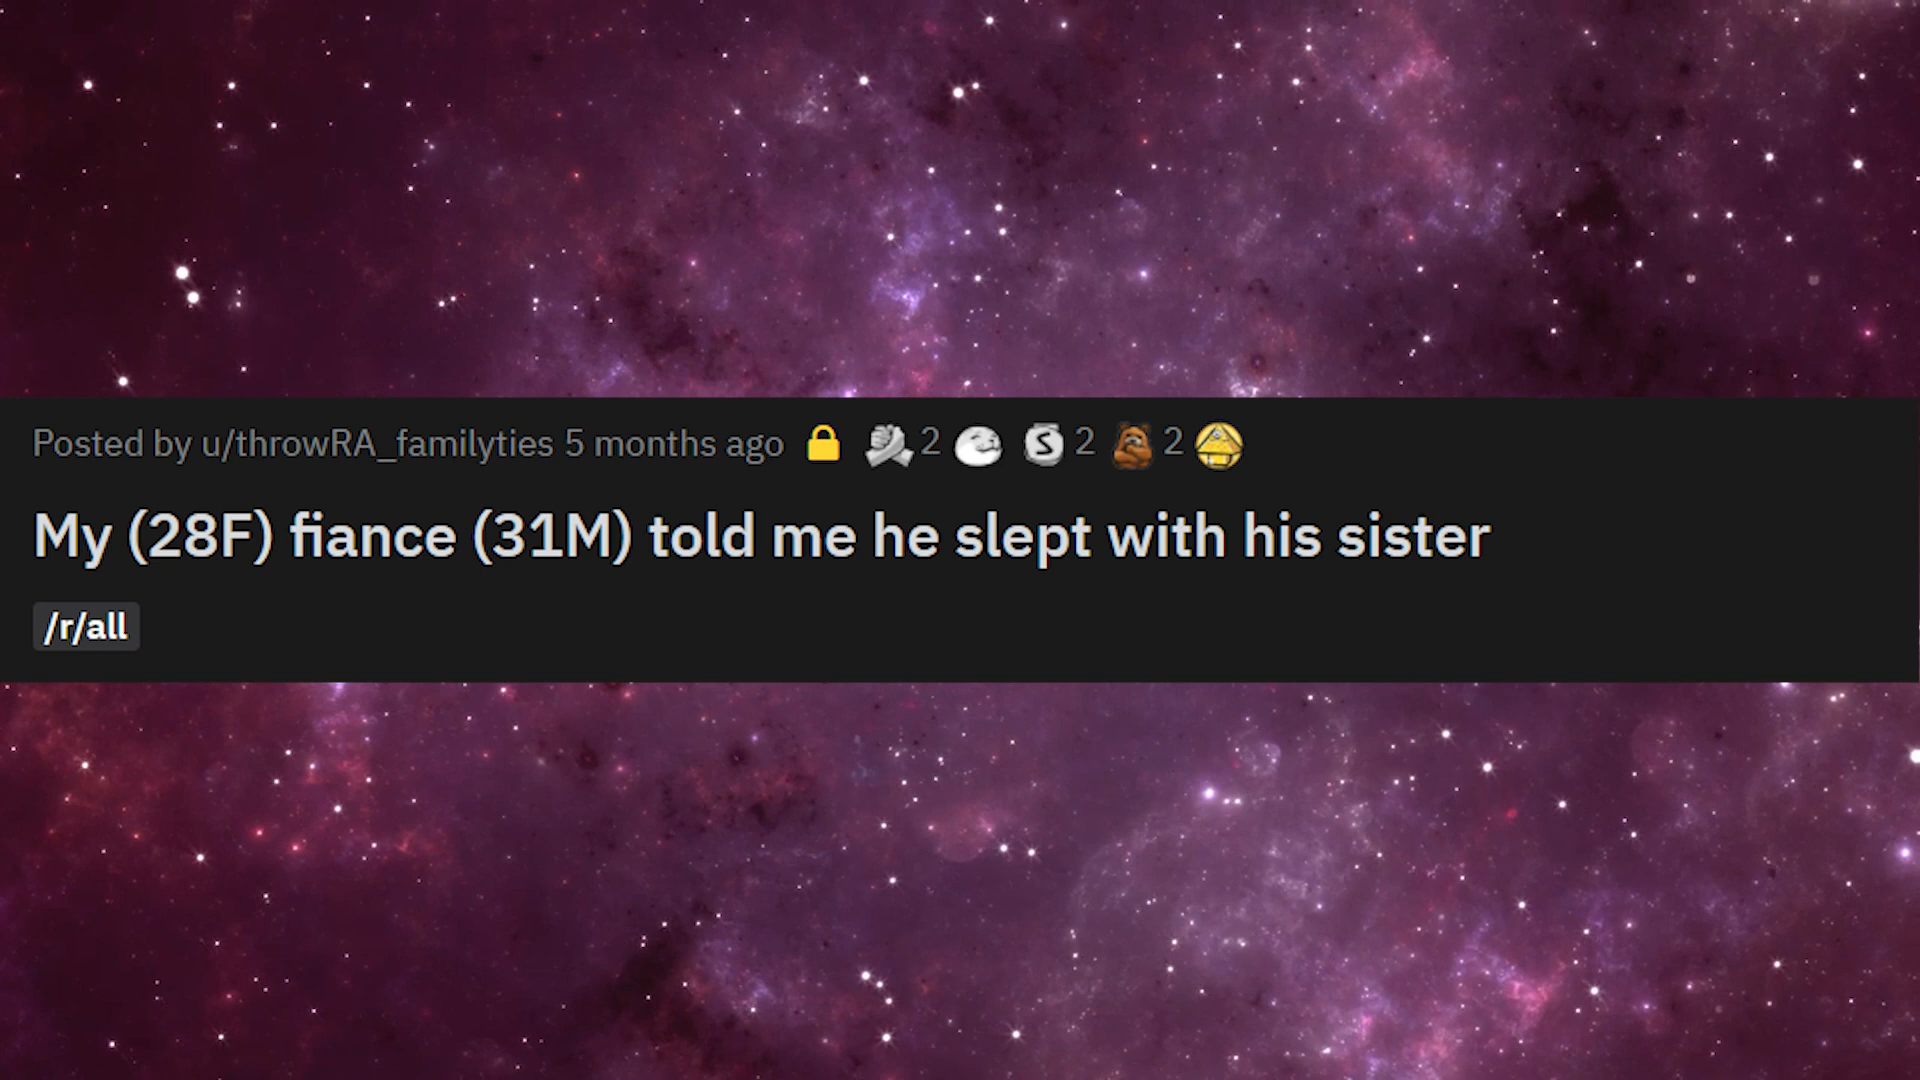 Posted by u/throwRA_familyties 5 months ago 2 S 2 2
My (28F) fiance (31M) told me he slept with his sister
/r/all